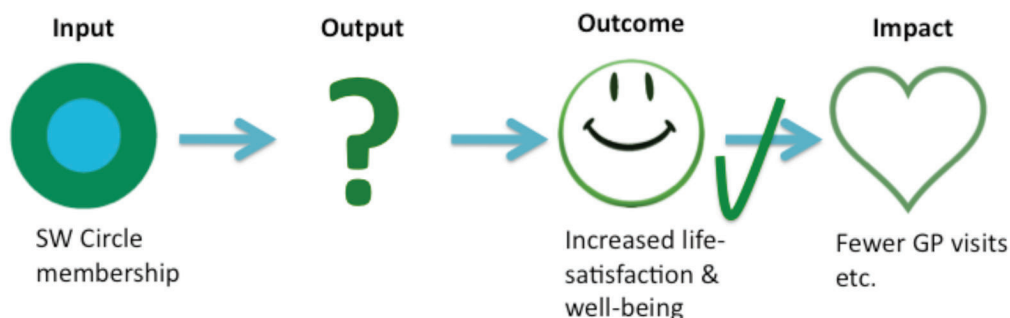 Input
Output
Outcome
Impact
?
SW Circle
membership
Increased life-
satisfaction &
well-being
Fewer GP visits
etc.